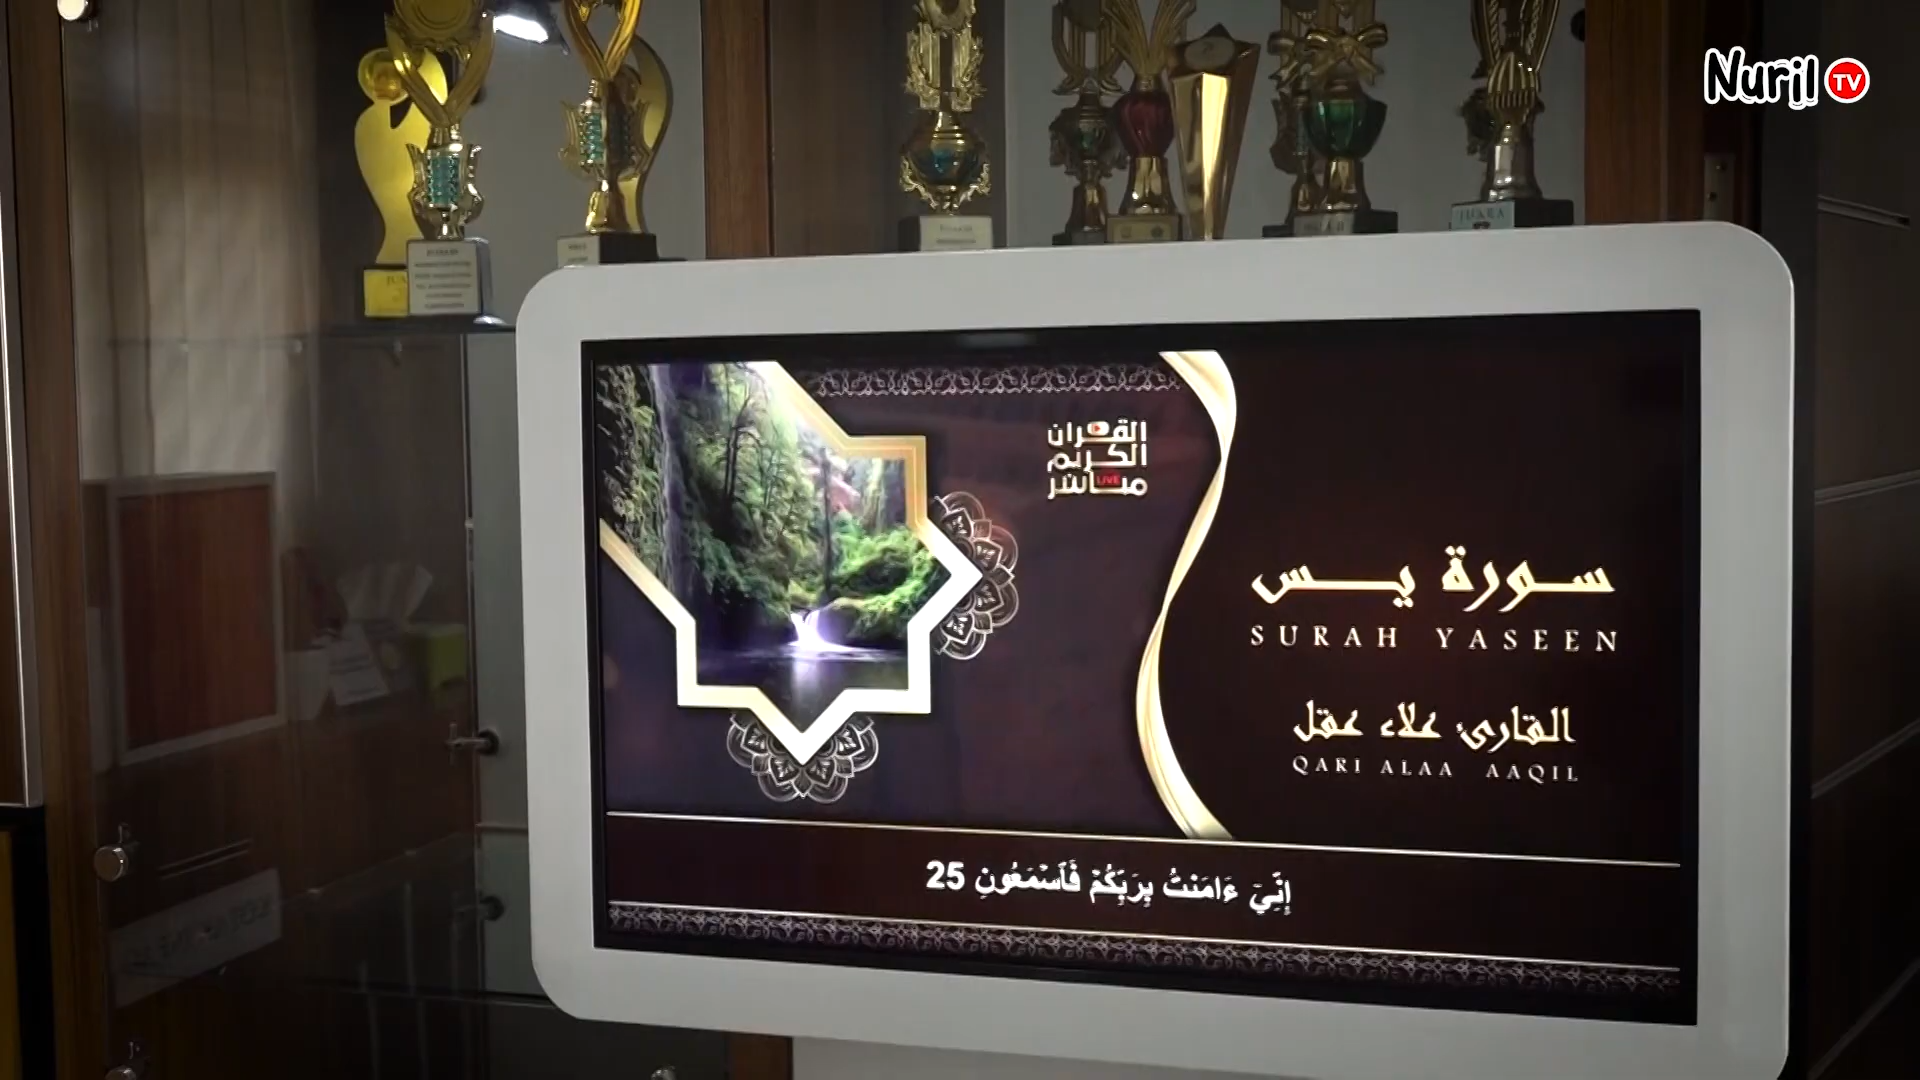 Nuril TV
JUARA
القرآن
الكريم
مباشر
LIVE
سورة يس
SURAH YASEEN
القارئ علاء عقل
QARI ALAA AAQIL
إِنِّيٓ ءَامَنتُ بِرَبِّكُمْ فَٱسْمَعُونِ 25